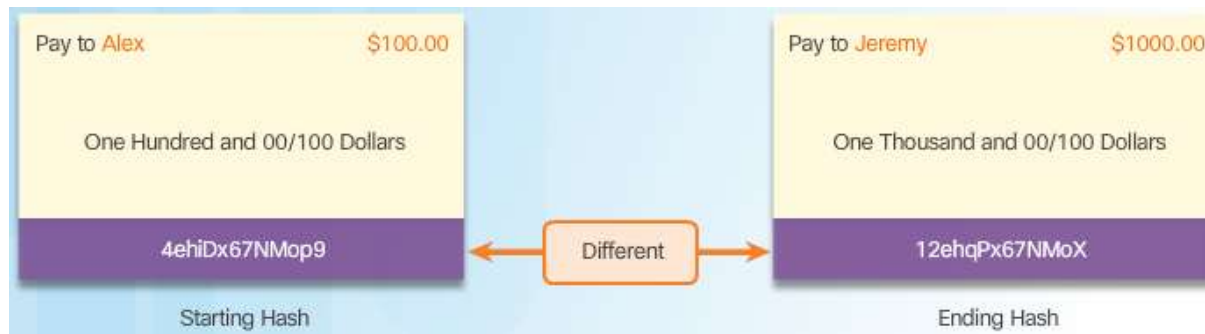 Pay to Alex $100.00
One Hundred and 00/100 Dollars
4ehiDx67NMop9
Starting Hash
Different
Pay to Jeremy $1000.00
One Thousand and 00/100 Dollars
12ehqPx67NMoX
Ending Hash